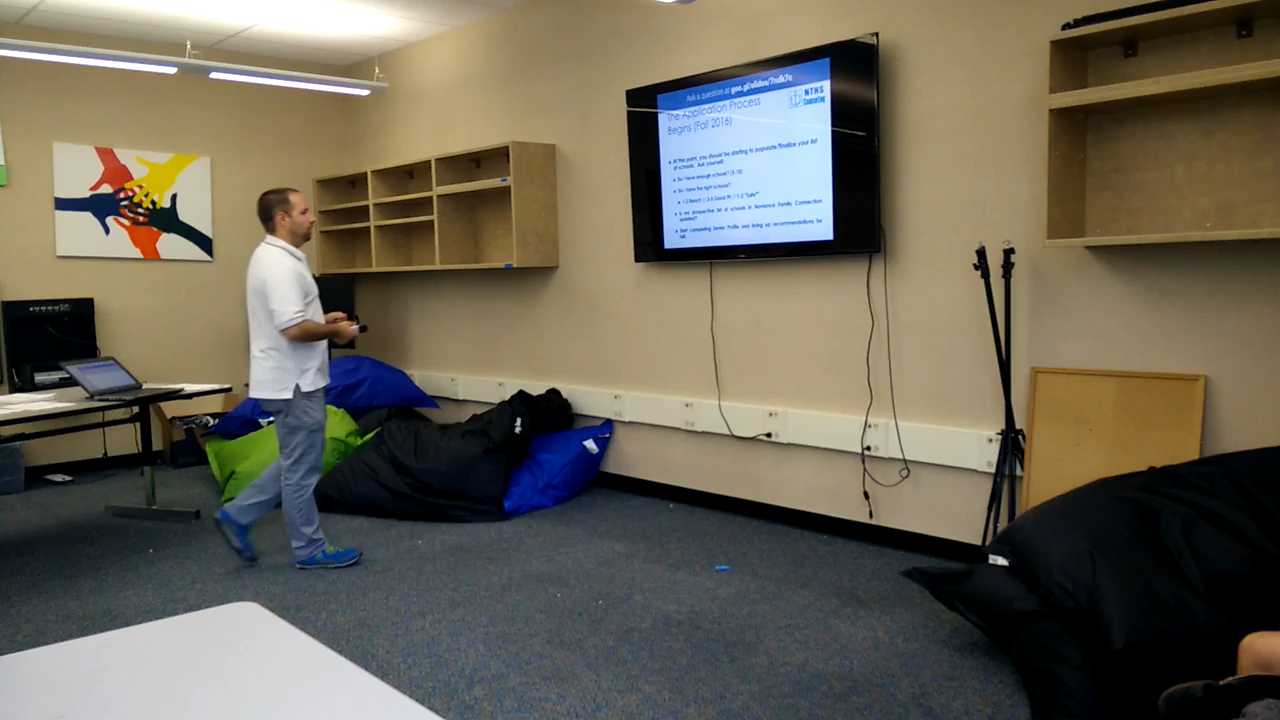 Ask a question at goo.gl/slides/7ndk7c
The Application Process
Begins (Fall 2016)
NTHS
Counseling
At this point, you should be starting to populate/finalize your list
of schools. Ask yourself:
Do I have enough schools? (5-10)
Do I have the right schools?
1-2 Reach // 3-6 Good Fit // 1-2 "Safe"
Is my prospective list of schools in Naviance Family Connection
updated?
Start completing Senior Profile and lining up recommendations for
fall.